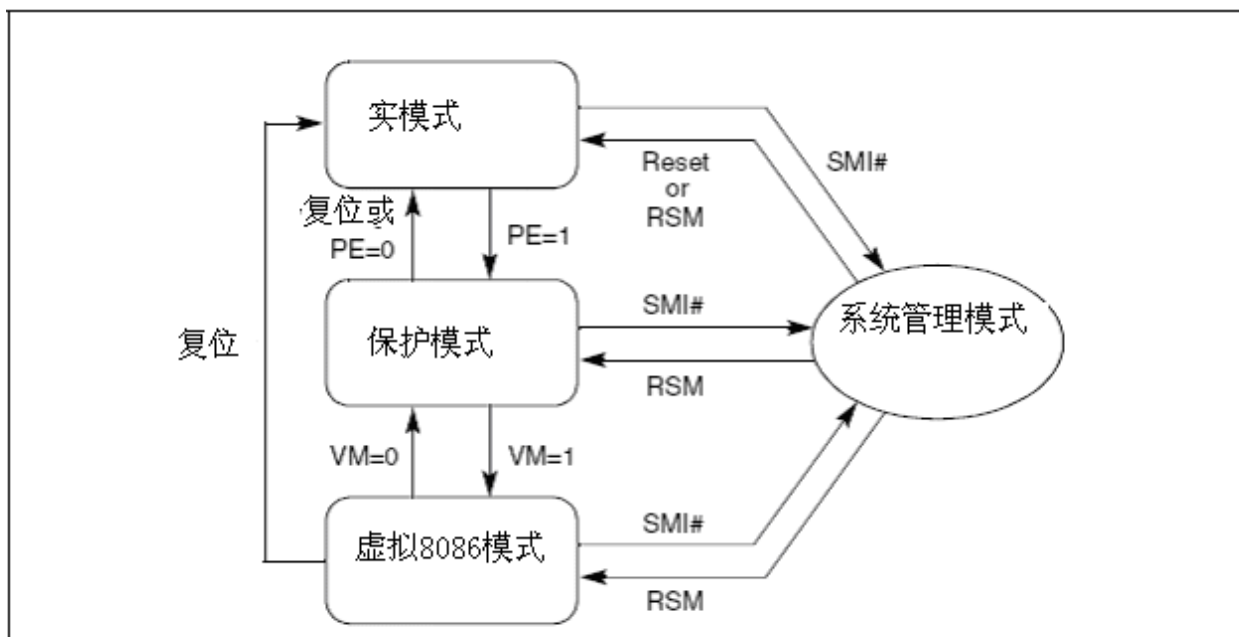 实模式
SMI#
Reset
or
RSM
复位或
PE=0
PE=1
SMI#
系统管理模式
保护模式
复位
RSM
VM=0
VM=1
SMI#
虚拟8086模式
RSM